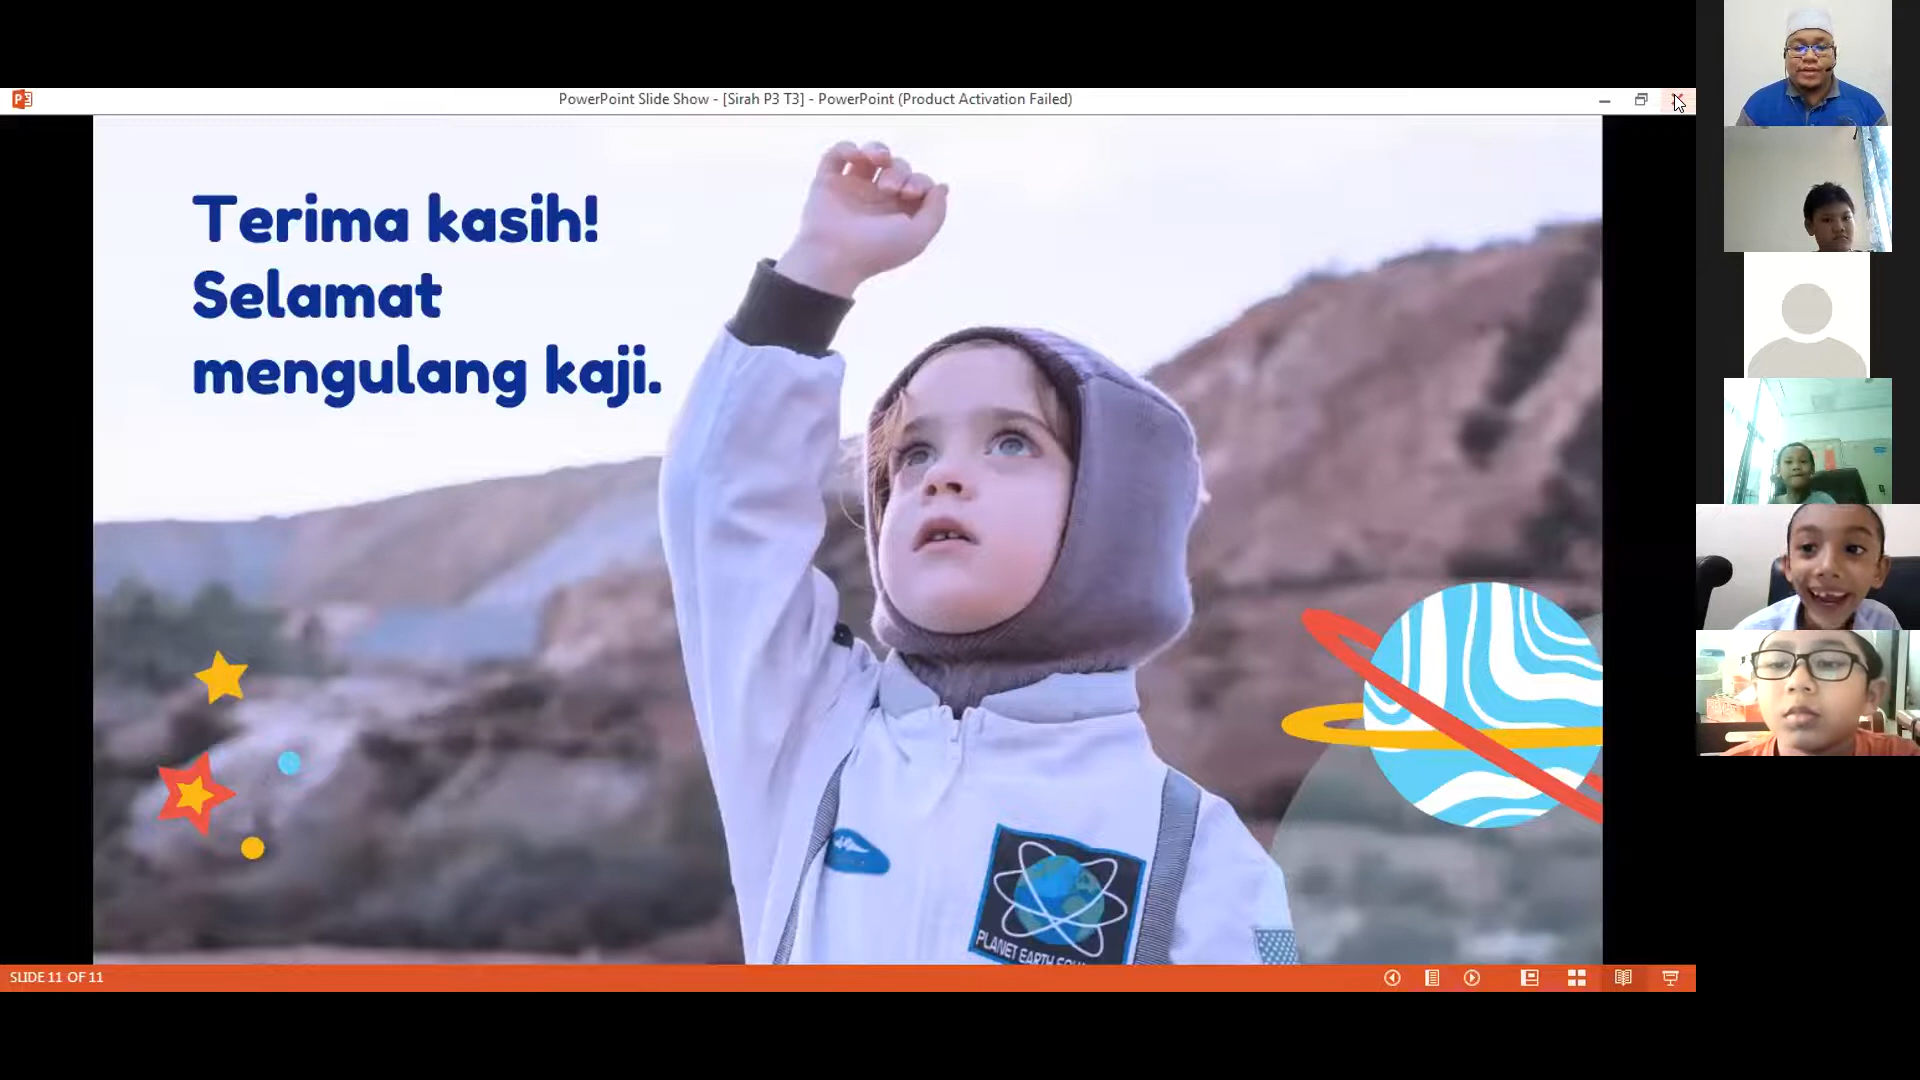 PowerPoint Slide Show - [Sirah P3 T3] - PowerPoint (Product Activation Failed)
Terima kasih!
Selamat
mengulang kaji.
PLANET EARTH
SLIDE 11 OF 11